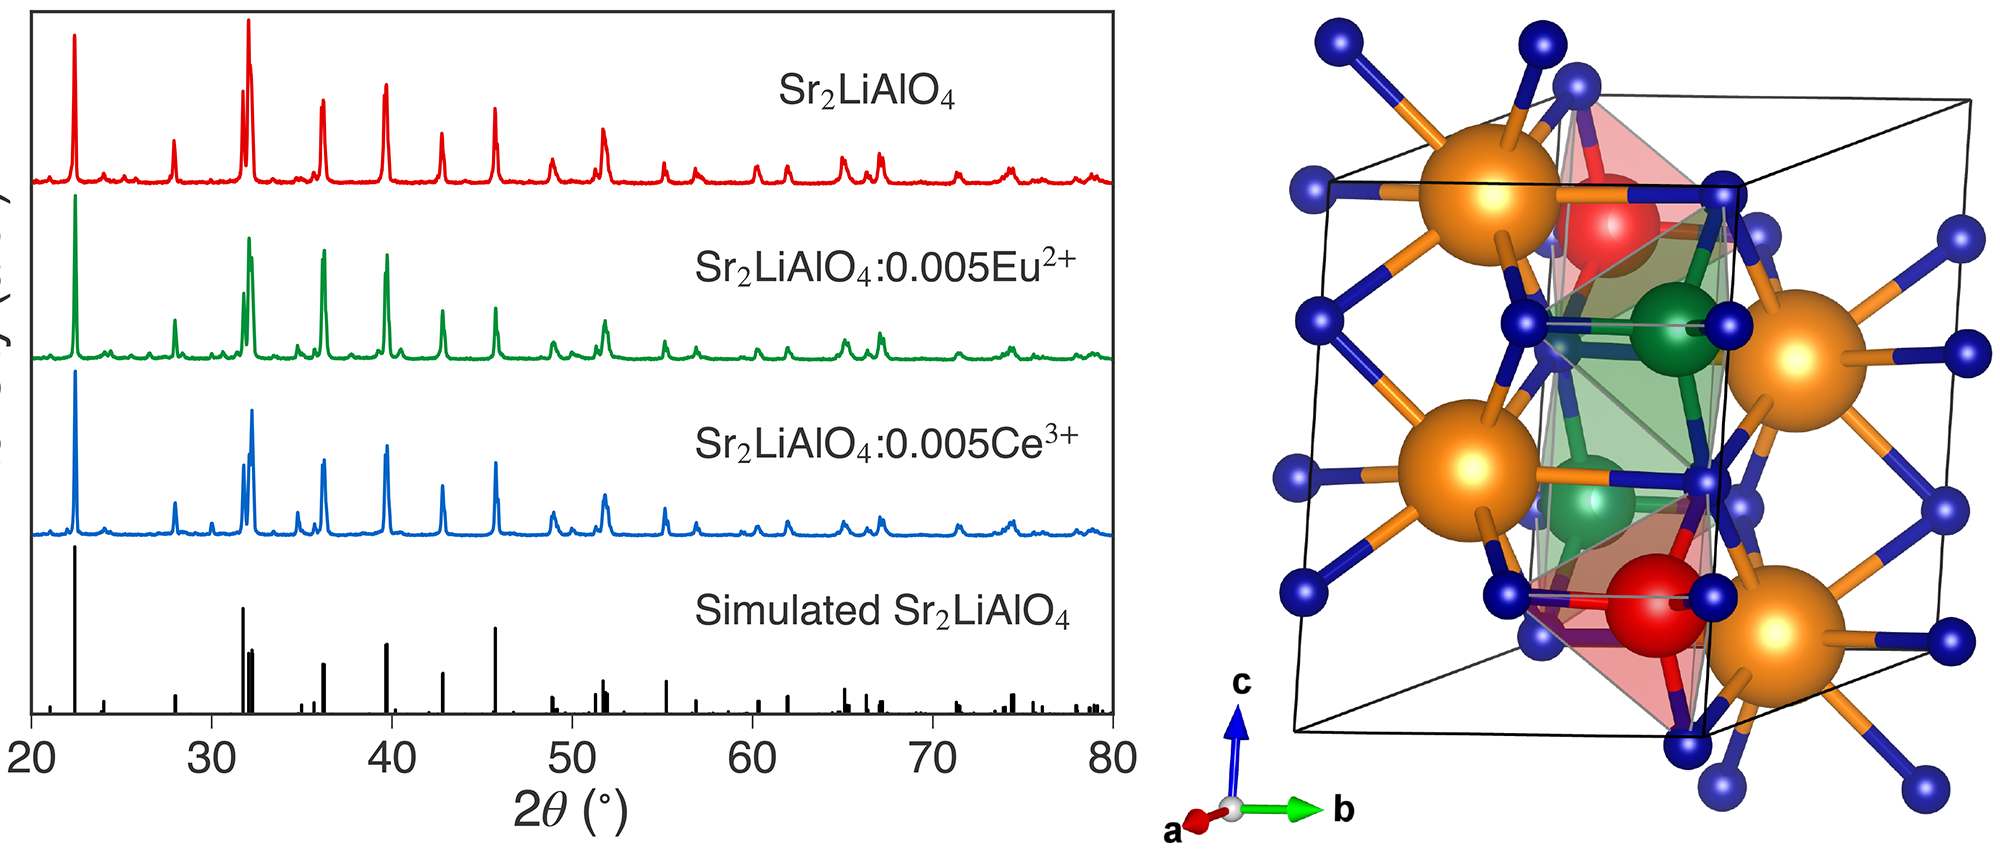 Sr₂LiAlO₄
Sr₂LiAlO₄:0.005Eu²⁺
Sr₂LiAlO₄:0.005Ce³⁺
Simulated Sr₂LiAlO₄
20 30 40 50 60 70 80
2θ (°)
c
b
a